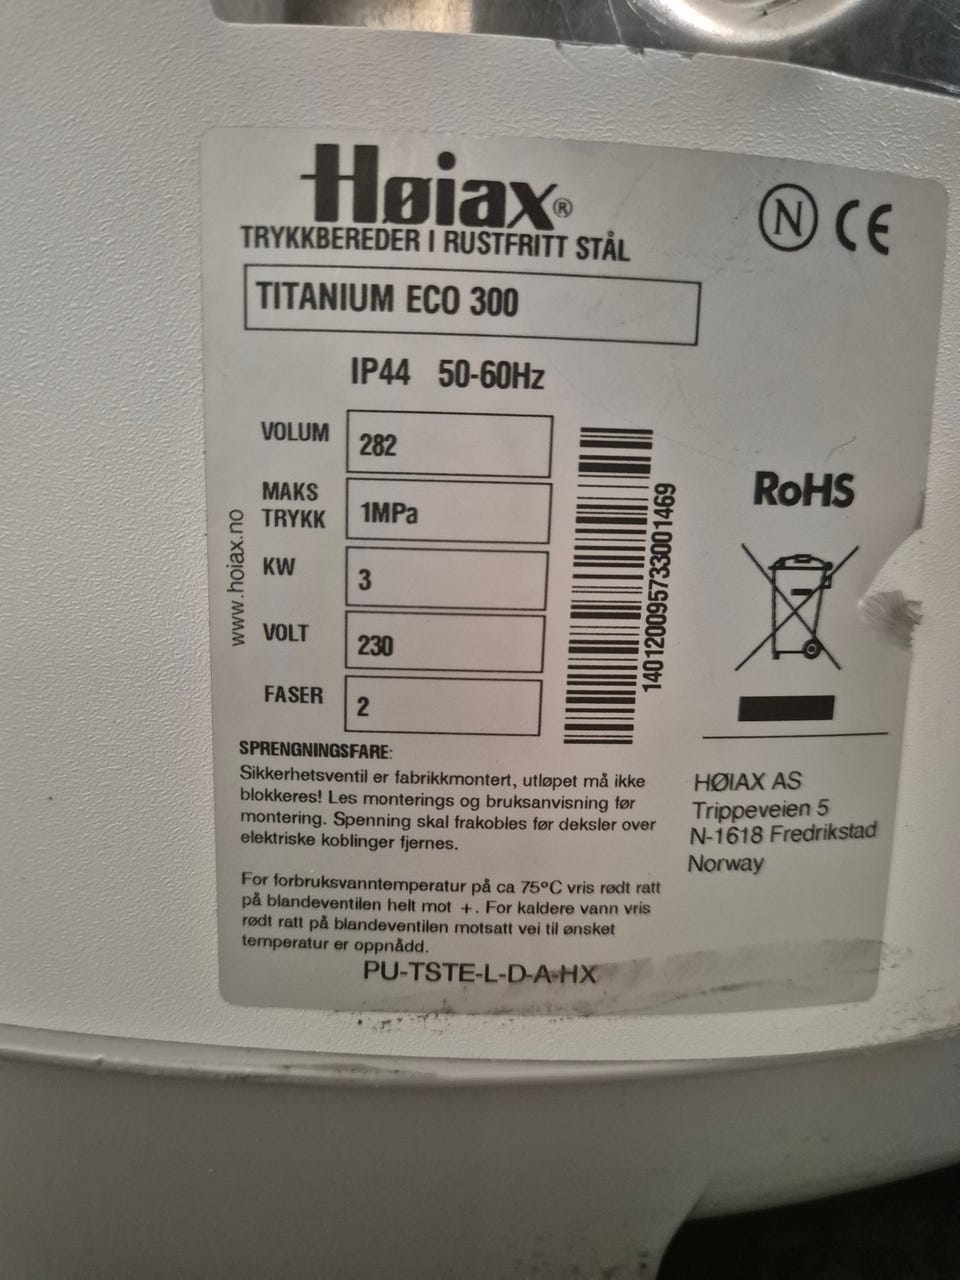 Høiax®
TRYKKBEREDER I RUSTFRITT STÅL
N CE
TITANIUM ECO 300
IP44 50-60Hz
VOLUM 282
MAKS TRYKK 1MPa
KW 3
VOLT 230
FASER 2
www.hoiax.no
14012009573300 1469
RoHS
SPRENGNINGSFARE:
Sikkerhetsventil er fabrikkmontert, utløpet må ikke
blokkeres! Les monterings og bruksanvisning før
montering. Spenning skal frakobles før deksler over
elektriske koblinger fjernes.
HØIAX AS
Trippeveien 5
N-1618 Fredrikstad
Norway
For forbruksvanntemperatur på ca 75ºC vris rødt ratt
på blandeventilen helt mot +. For kaldere vann vris
rødt ratt på blandeventilen motsatt vei til ønsket
temperatur er oppnådd.
PU-TSTE-L-D-A-HX